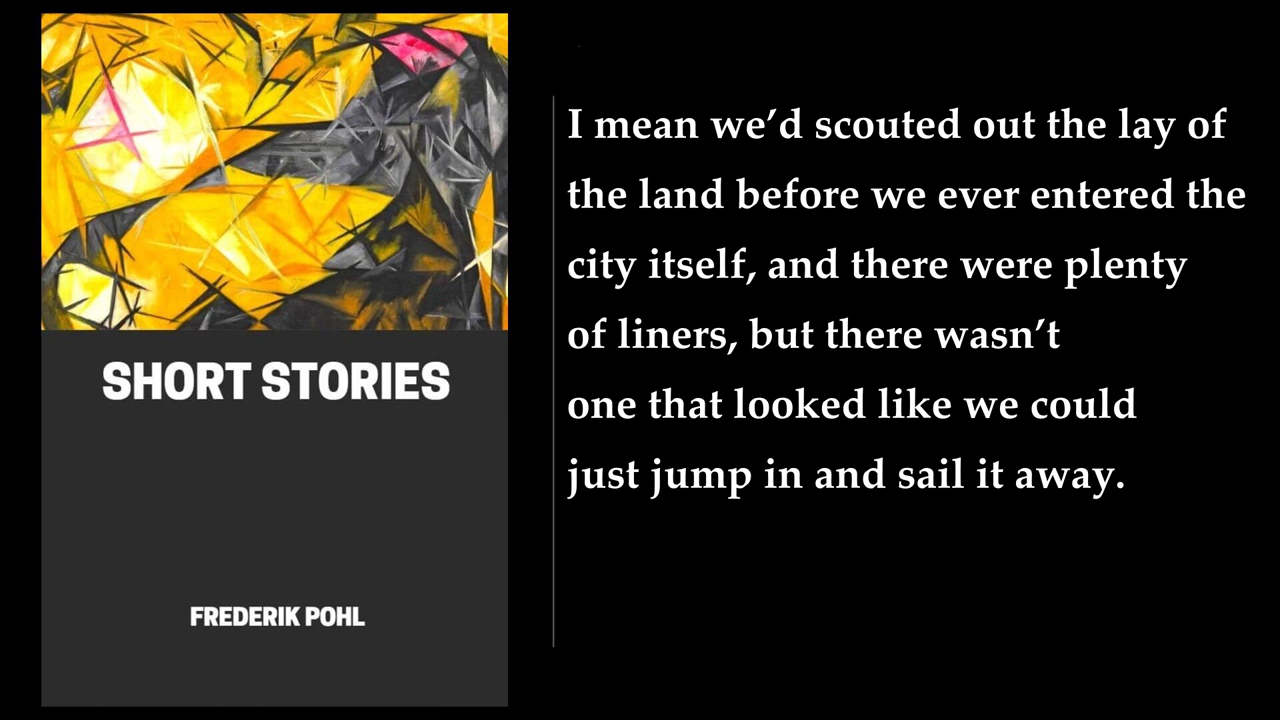 SHORT STORIES
FREDERIK POHL
I mean we’d scouted out the lay of
the land before we ever entered the
city itself, and there were plenty
of liners, but there wasn’t
one that looked like we could
just jump in and sail it away.